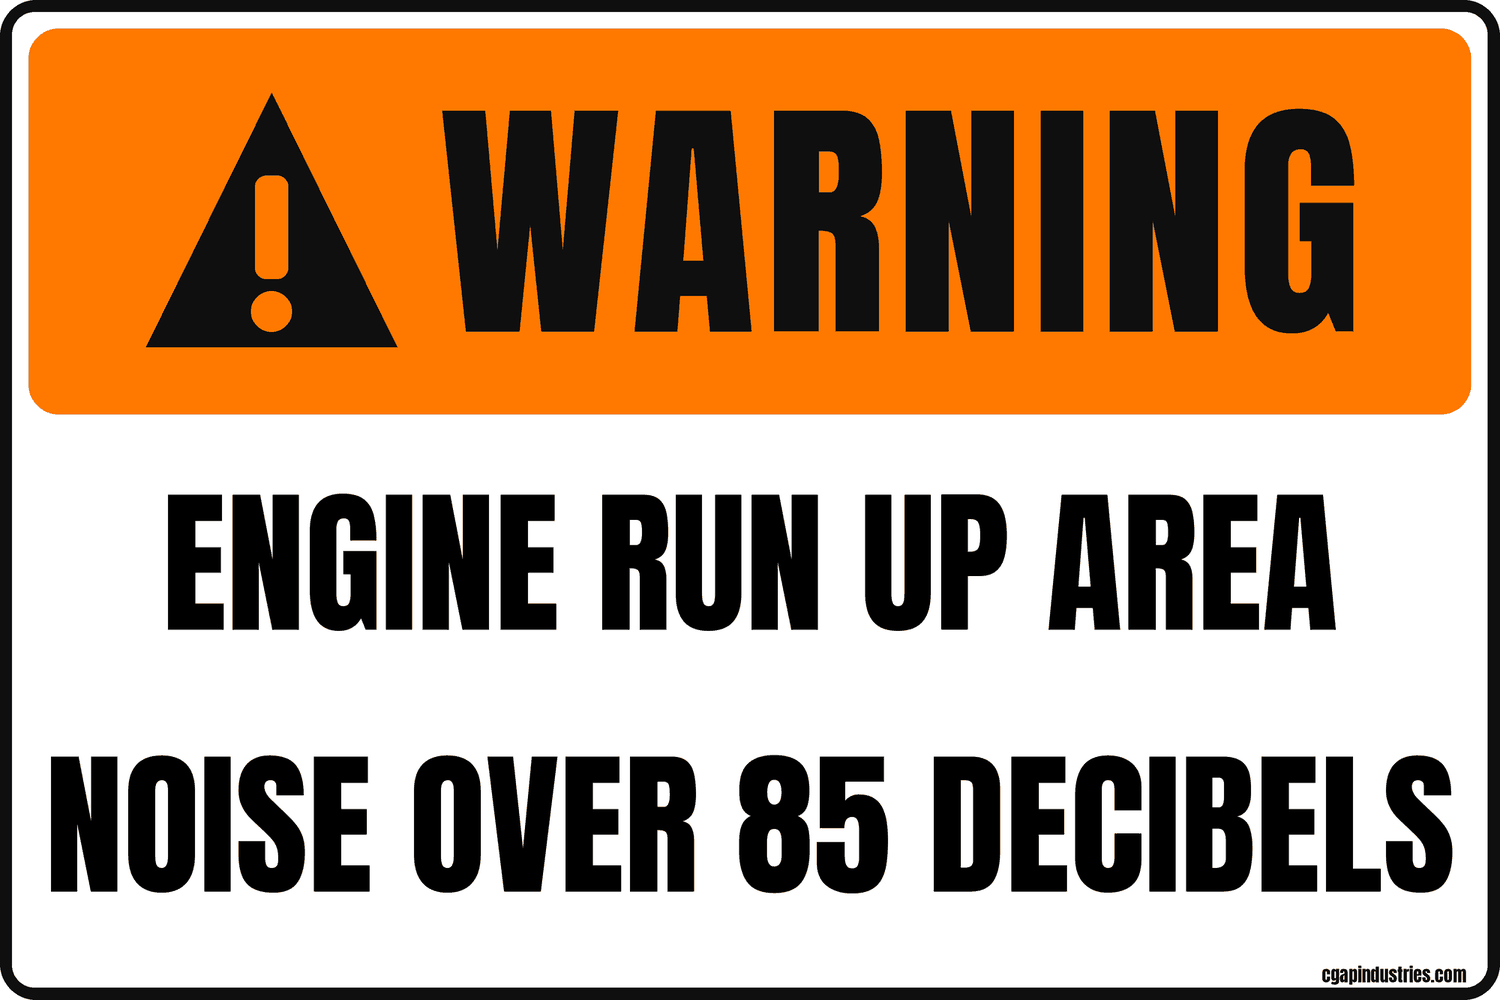 WARNING
ENGINE RUN UP AREA
NOISE OVER 85 DECIBELS
cgapindustries.com